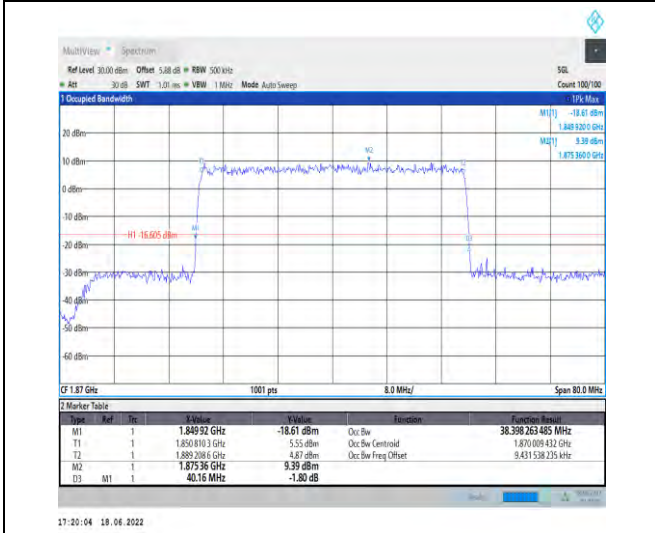 MultiView Spectrum
Ref Level 30.00 dBm Offset 5.88 dB RBW 500 kHz SGL
Att 30 dB SWT 1.01 ms VBW 1 MHz Mode Auto Sweep Count 100/100
1 Occupied Bandwidth 1Pk Max
M1[1] -18.61 dBm
1.849 920 0 GHz
M2[1] 9.39 dBm
1.875 360 0 GHz
20 dBm
M2
10 dBm
0 dBm
-10 dBm
M1
H1 -16.605 dBm
-20 dBm
-30 dBm
-40 dBm
-50 dBm
-60 dBm
CF 1.87 GHz 1001 pts 8.0 MHz/ Span 80.0 MHz
2 Marker Table
Type Ref Trc X-Value Y-Value Function Function Result
M1 1 1.849 92 GHz -18.61 dBm Occ Bw 38.398 263 485 MHz
T1 1 1.850 810 3 GHz 5.55 dBm Occ Bw Centroid 1.870 009 432 GHz
T2 1 1.889 208 6 GHz 4.87 dBm Occ Bw Freq Offset 9.431 538 235 kHz
M2 1 1.875 36 GHz 9.39 dBm
D3 M1 1 40.16 MHz -1.80 dB
17:20:04 18.06.2022